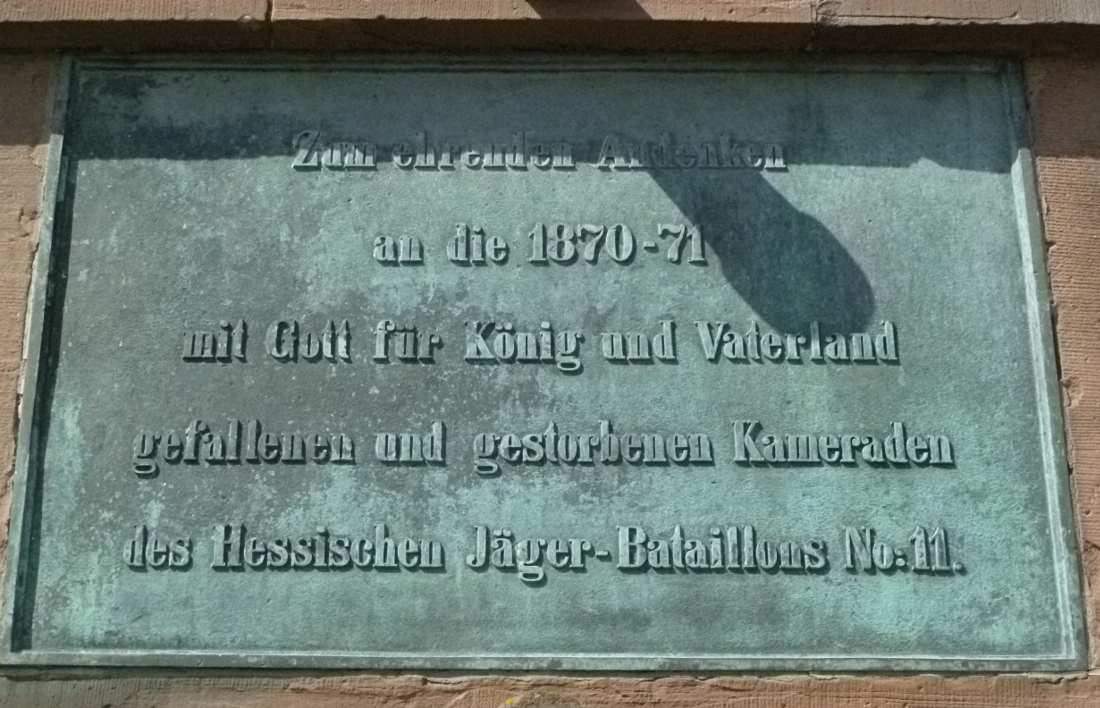 Zum ehrenden Andenken
an die 1870-71
mit Gott für König und Vaterland
gefallenen und gestorbenen Kameraden
des Hessischen Jäger-Bataillons No: 11.